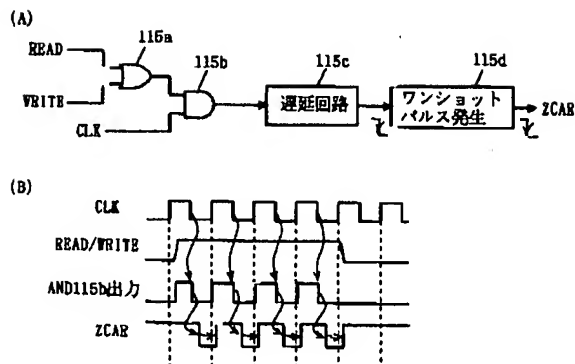 (A)
READ
WRITE
CLK
115a
115b
115c
遅延回路
115d
ワンショット
パルス発生
ZCAR
(B)
CLK
READ/WRITE
AND115b出力
ZCAR